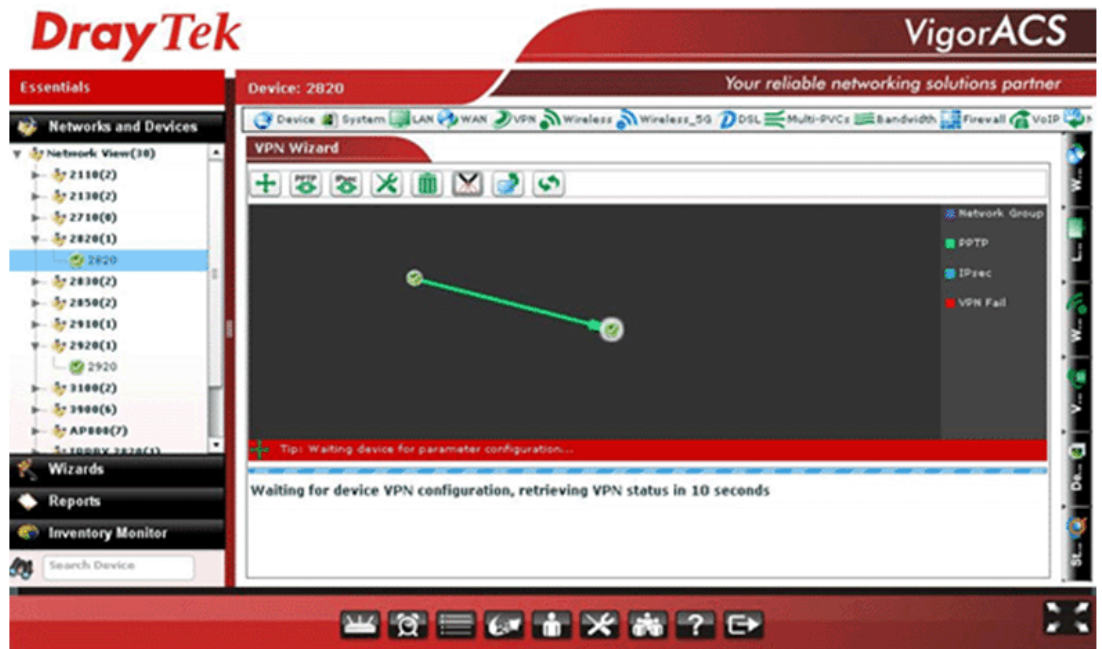 DrayTek
VigorACS
Essentials
Device: 2820
Your reliable networking solutions partner
Networks and Devices
Device System LAN WAN VPN Wireless Wireless_5G DSL Multi-PVCs Bandwidth Firewall VoIP
Network View(30)
2110(2)
2130(2)
2710(0)
2820(1)
2820
2830(2)
2850(2)
2910(1)
2920(1)
2920
3100(2)
3900(6)
AP800(7)
VPN Wizard
PPTP
IPsec
Network Group
PPTP
IPsec
VPN Fail
Tip: Waiting device for parameter configuration...
Waiting for device VPN configuration, retrieving VPN status in 10 seconds
W...
L...
W...
V...
De...
St...
Wizards
Reports
Inventory Monitor
Search Device
?